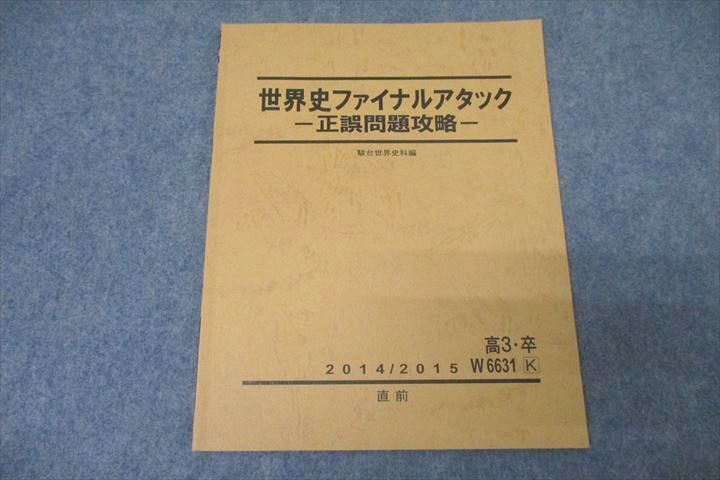 世界史ファイナルアタック
－正誤問題攻略－
駿台世界史科編
高3・卒
2014/2015 W6631 K
直前